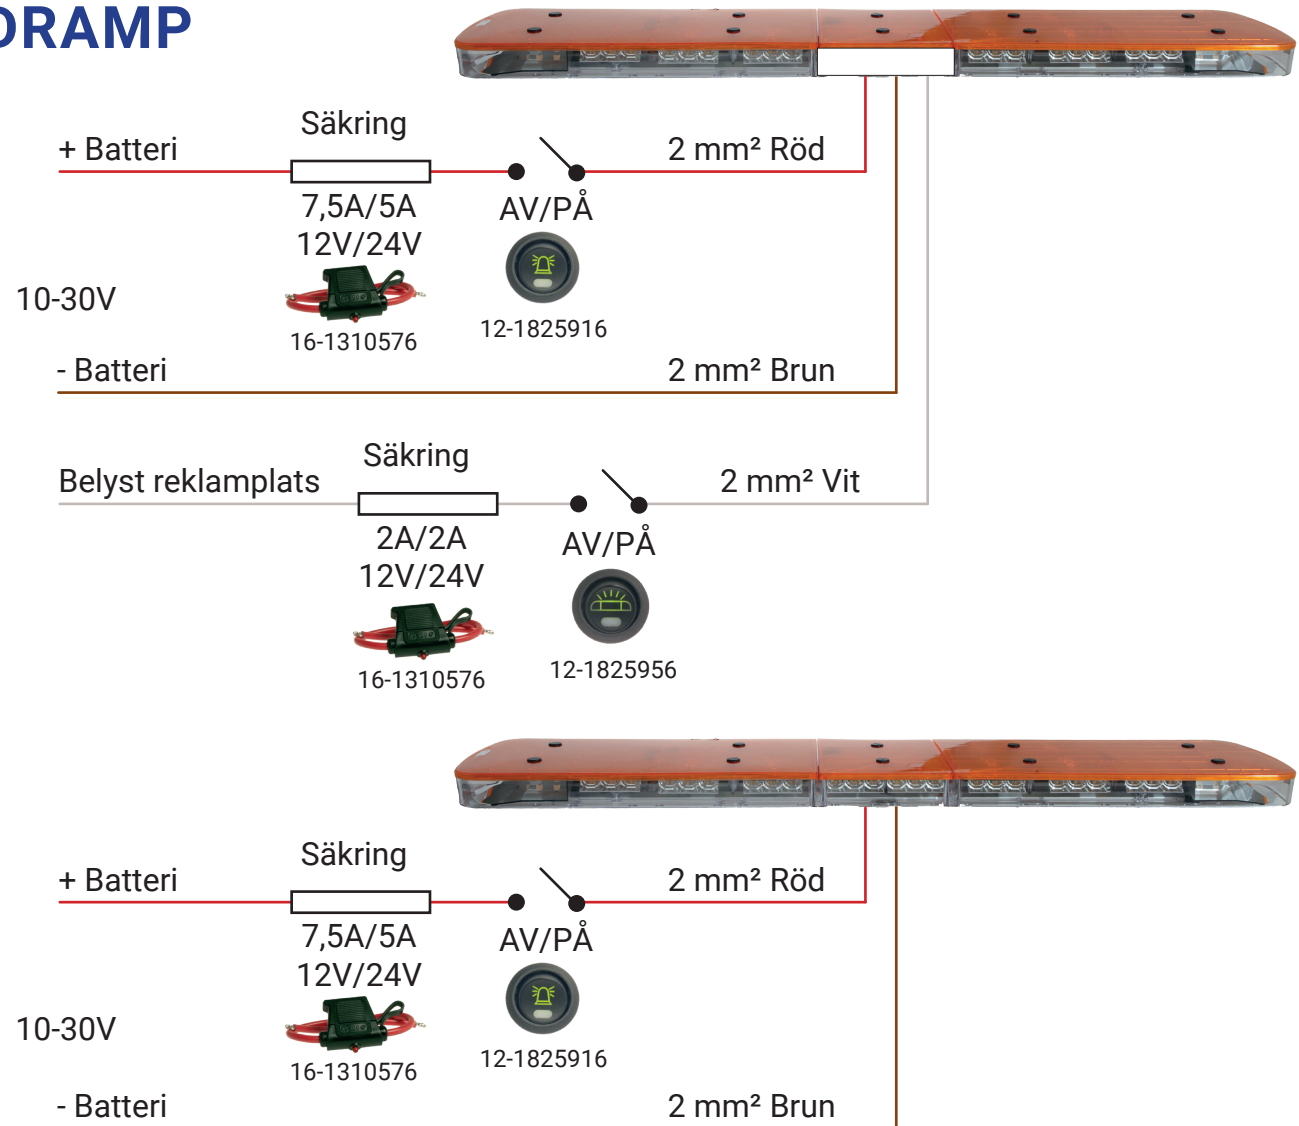 ORAMP
Säkring
+ Batteri
2 mm² Röd
7,5A/5A
AV/PÅ
12V/24V
10-30V
16-1310576
12-1825916
- Batteri
2 mm² Brun
Säkring
Belyst reklamplats
2 mm² Vit
2A/2A
AV/PÅ
12V/24V
16-1310576
12-1825956
Säkring
+ Batteri
2 mm² Röd
7,5A/5A
AV/PÅ
12V/24V
10-30V
16-1310576
12-1825916
- Batteri
2 mm² Brun